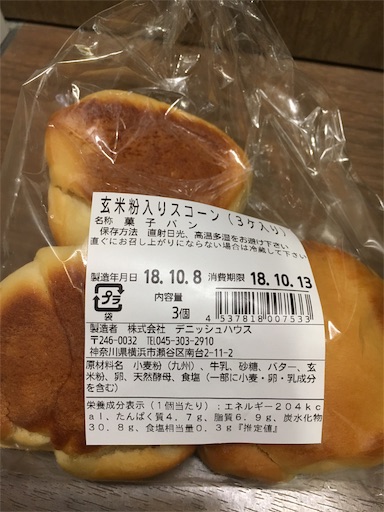 玄米粉入りスコーン(3ケ入り)
名称 菓子パン
保存方法 直射日光、高温多湿をお避け下さい
直ぐにお召し上がりにならない場合は冷蔵して下さい
製造年月日 18.10.8 消費期限 18.10.13
プラ
袋
内容量
3個
4537818007533
製造者 株式会社 デニッシュハウス
〒246-0032 TEL045-303-2910
神奈川県横浜市瀬谷区南台2-11-2
原材料名 小麦粉(九州)、牛乳、砂糖、バター、玄
米粉、卵、天然酵母、食塩(一部に小麦・卵・乳成分
を含む)
栄養成分表示(1個当たり):エネルギー204kc
al、たんぱく質4.7g、脂質6.9g、炭水化物
30.8g、食塩相当量0.3g『推定値』